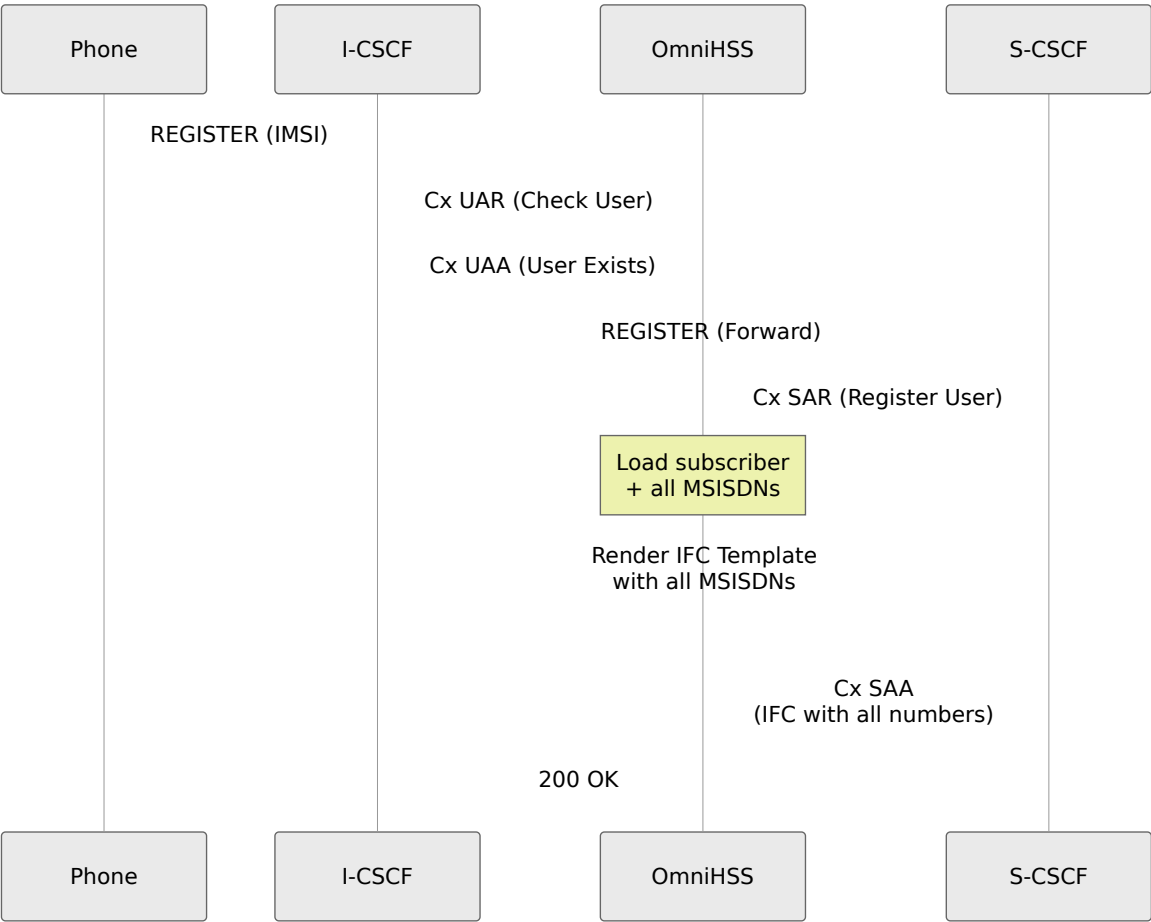 Phone
I-CSCF
OmniHSS
S-CSCF
REGISTER (IMSI)
Cx UAR (Check User)
Cx UAA (User Exists)
REGISTER (Forward)
Cx SAR (Register User)
Load subscriber
+ all MSISDNs
Render IFC Template
with all MSISDNs
Cx SAA
(IFC with all numbers)
200 OK
Phone
I-CSCF
OmniHSS
S-CSCF